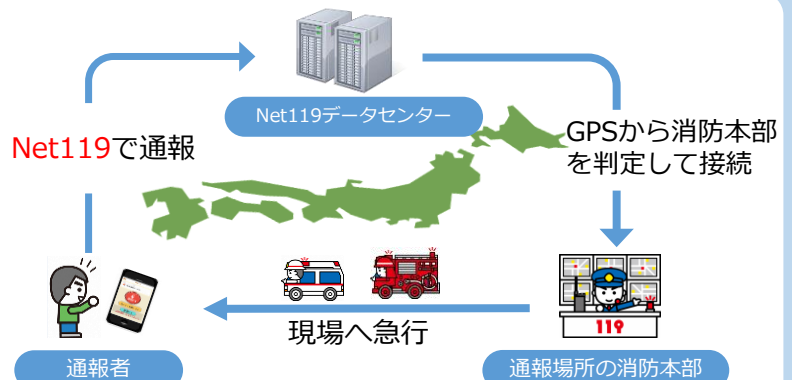 Net119データセンター
Net119で通報
GPSから消防本部
を判定して接続
119
現場へ急行
通報者
通報場所の消防本部